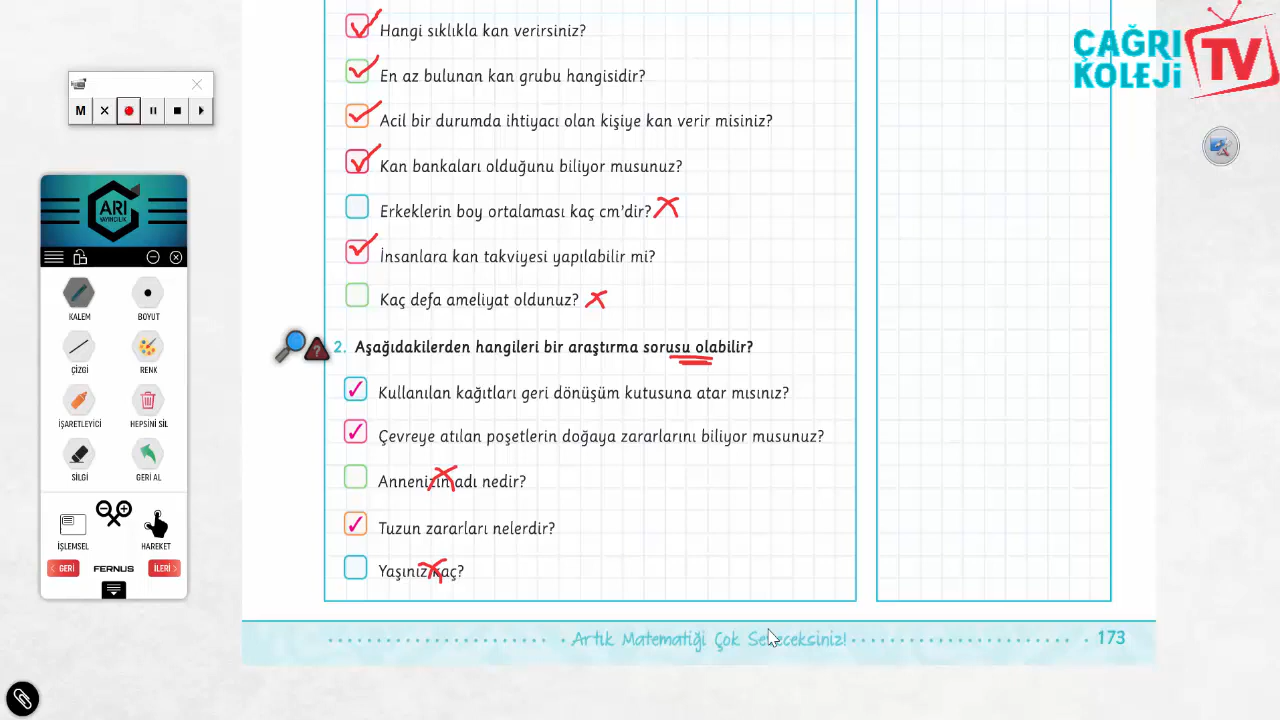 Hangi sıklıkla kan verirsiniz?
En az bulunan kan grubu hangisidir?
Acil bir durumda ihtiyacı olan kişiye kan verir misiniz?
Kan bankaları olduğunu biliyor musunuz?
Erkeklerin boy ortalaması kaç cm'dir?
İnsanlara kan takviyesi yapılabilir mi?
Kaç defa ameliyat oldunuz?
2. Aşağıdakilerden hangileri bir araştırma sorusu olabilir?
Kullanılan kağıtları geri dönüşüm kutusuna atar mısınız?
Çevreye atılan poşetlerin doğaya zararlarını biliyor musunuz?
Annenizin adı nedir?
Tuzun zararları nelerdir?
Yaşınız kaç?
Artık Matematiği Çok Seveceksiniz!
173
ÇAĞRI
KOLEJİ
TV
M
ARI
YAYINCILIK
KALEM
BOYUT
ÇİZGİ
RENK
İŞARETLEYİCİ
HEPSİNİ SİL
SİLGİ
GERİ AL
İŞLEMSEL
HAREKET
GERİ
FERNUS
İLERİ